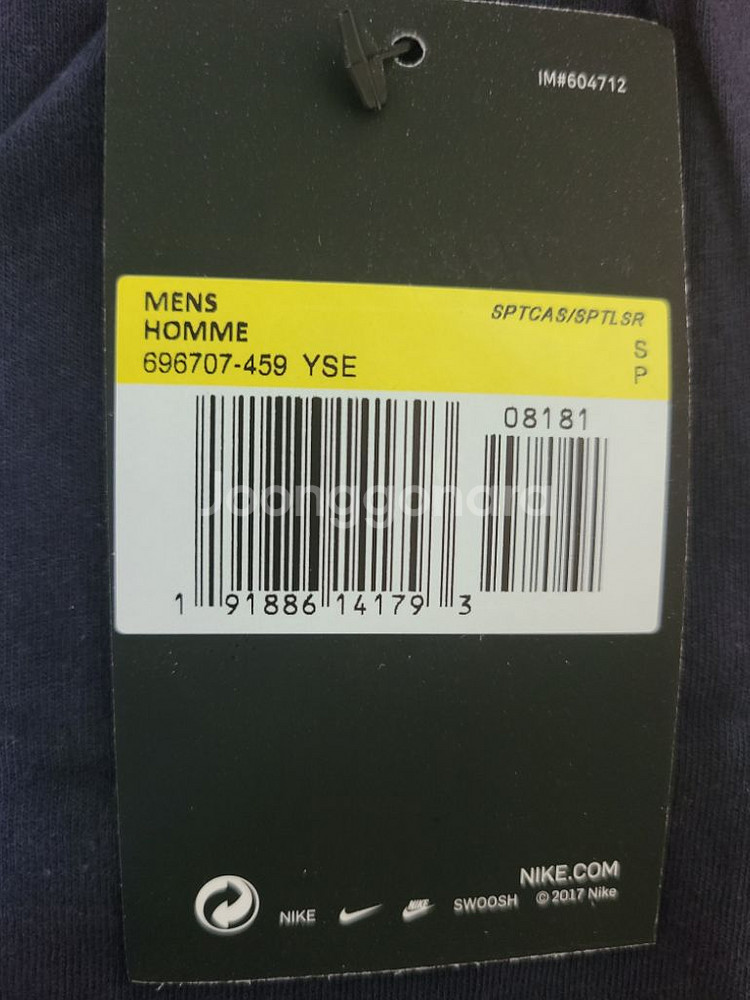 IM#604712
MENS
HOMME
696707-459 YSE
SPTCAS/SPTLSR
S
P
08181
Joonggonara
1 91886 14179 3
NIKE.COM
© 2017 Nike
NIKE NIKE SWOOSH